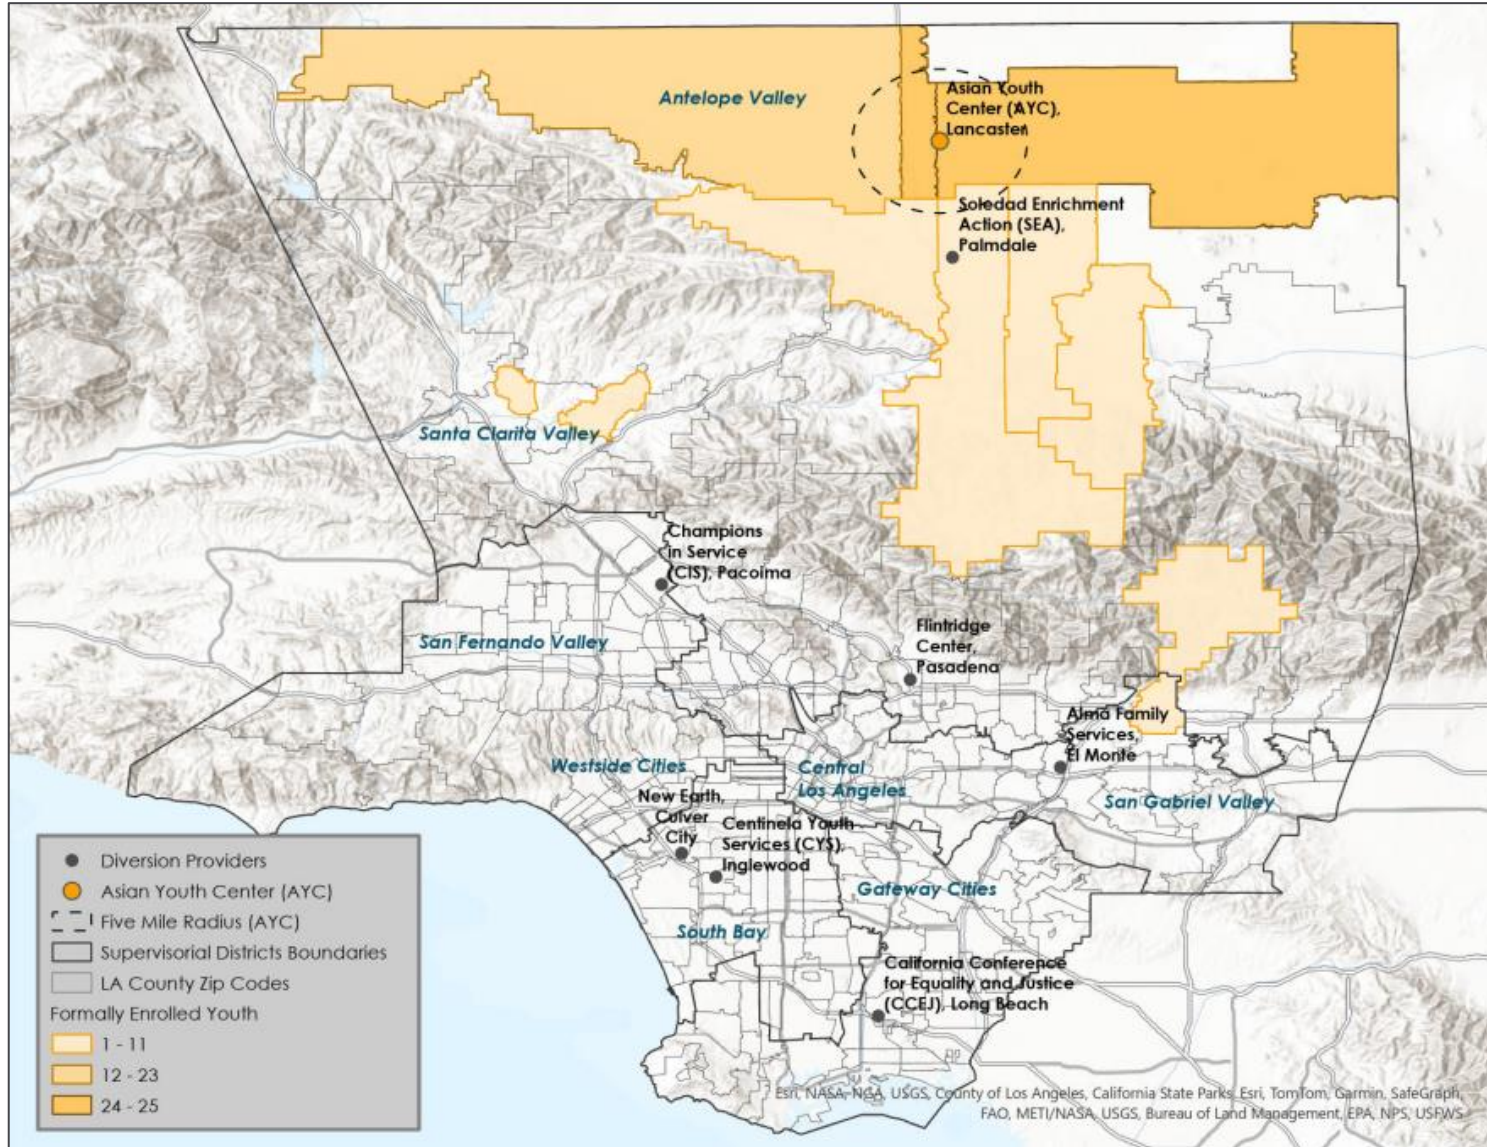 Antelope Valley
Asian Youth
Center (AYC),
Lancaster
Soledad Enrichment
Action (SEA),
Palmdale
Santa Clarita Valley
Champions
in Service
(CIS), Pacoima
San Fernando Valley
Flintridge
Center,
Pasadena
Alma Family
Services,
El Monte
Westside Cities
Central
Los Angeles
San Gabriel Valley
New Earth,
Culver
City
Centinela Youth
Services (CYS),
Inglewood
Gateway Cities
South Bay
California Conference
for Equality and Justice
(CCEJ), Long Beach
Diversion Providers
Asian Youth Center (AYC)
Five Mile Radius (AYC)
Supervisorial Districts Boundaries
LA County Zip Codes
Formally Enrolled Youth
1 - 11
12 - 23
24 - 25
Esri, NASA, NGA, USGS, County of Los Angeles, California State Parks, Esri, TomTom, Garmin, SafeGraph,
FAO, METI/NASA, USGS, Bureau of Land Management, EPA, NPS, USFWS